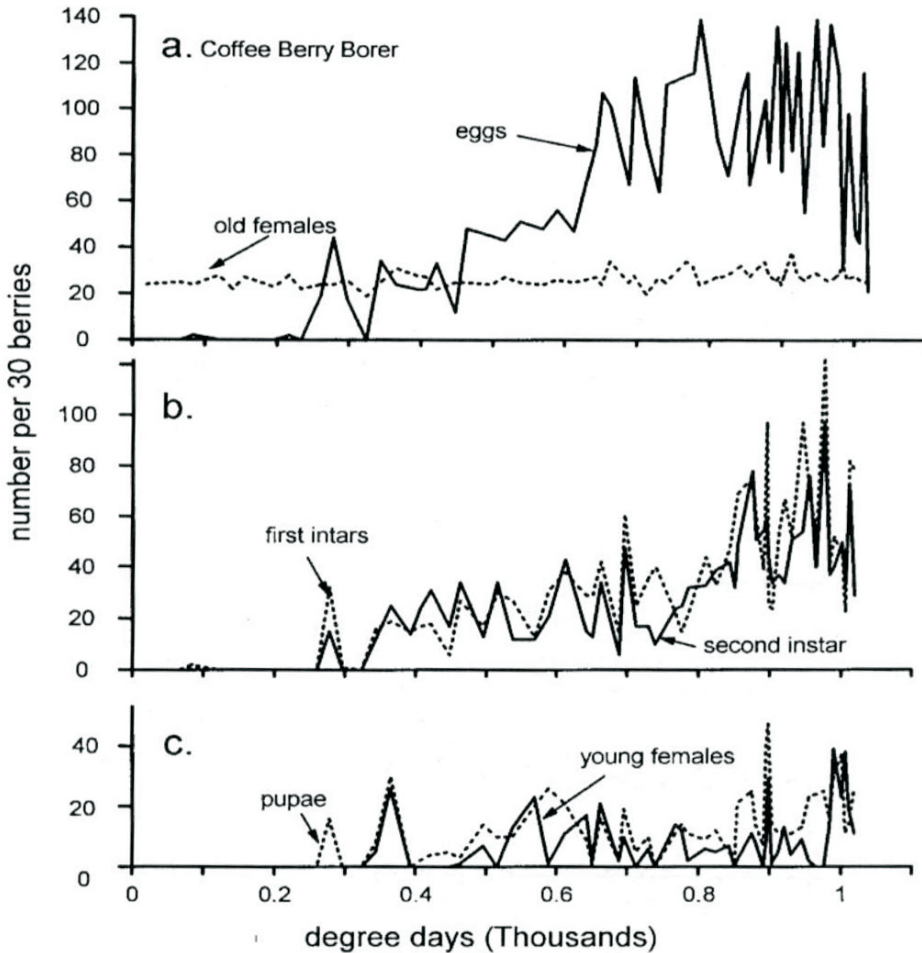 a. Coffee Berry Borer
140
120
100
80
60
40
20
0
eggs
old females
number per 30 berries
b.
100
80
60
40
20
0
first intars
second instar
c.
40
20
0
pupae
young females
0 0.2 0.4 0.6 0.8 1
degree days (Thousands)